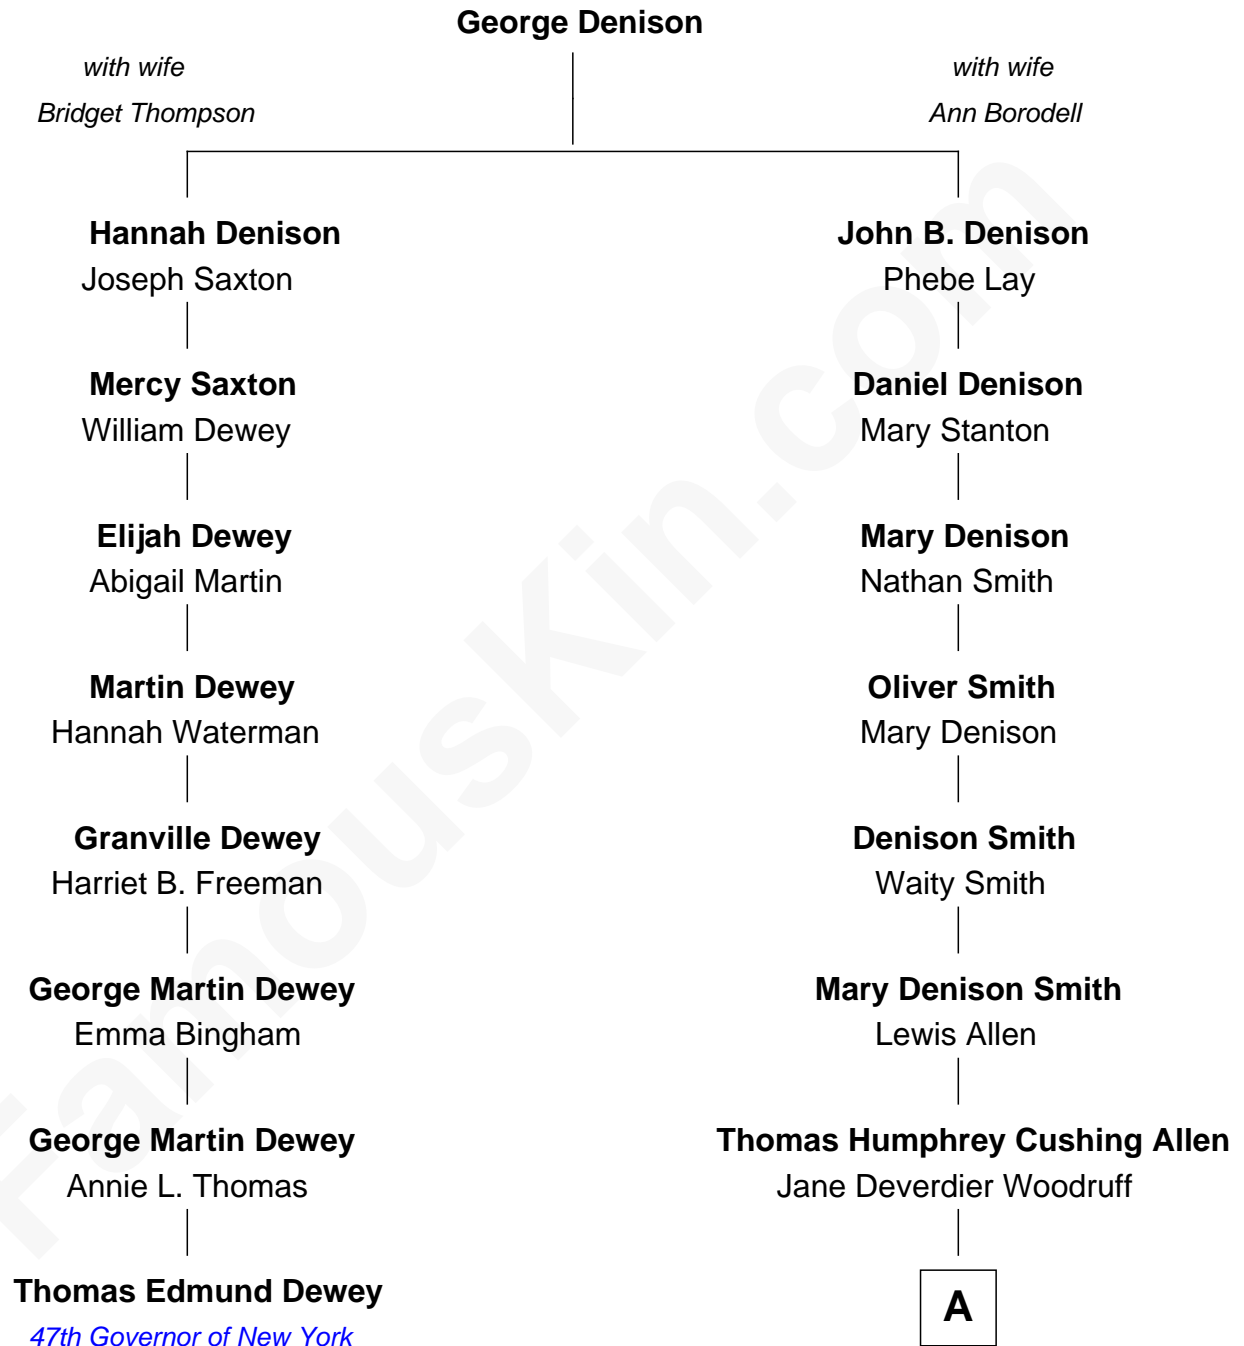 George Denison
with wife
with wife
Bridget Thompson
Ann Borodell
Hannah Denison
John B. Denison
Joseph Saxton
Phebe Lay
Mercy Saxton
Daniel Denison
William Dewey
Mary Stanton
Elijah Dewey
Mary Denison
Abigail Martin
Nathan Smith
Martin Dewey
Oliver Smith
Hannah Waterman
Mary Denison
Granville Dewey
Denison Smith
Harriet B. Freeman
Waity Smith
George Martin Dewey
Mary Denison Smith
Emma Bingham
Lewis Allen
George Martin Dewey
Thomas Humphrey Cushing Allen
Annie L. Thomas
Jane Deverdier Woodruff
Thomas Edmund Dewey
A
47th Governor of New York
FamousKin.com